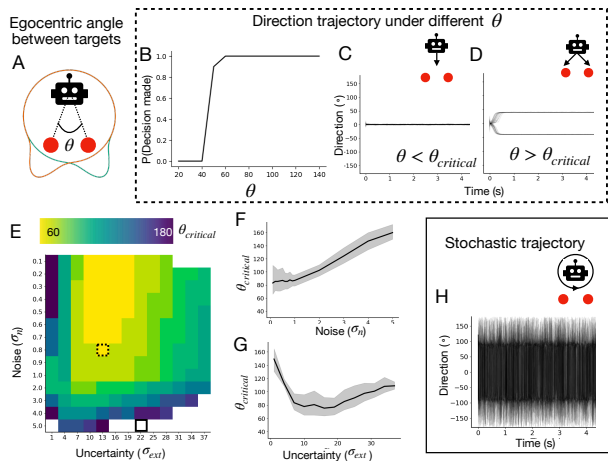 Egocentric angle
between targets
Direction trajectory under different θ
A
θ
B
P(Decision made)
1.0
0.8
0.6
0.4
0.2
0.0
20 40 60 80 100 120 140
θ
C
Direction (°)
150
100
50
0
-50
-100
-150
θ < θcritical
0 1 2 3 4
Time (s)
D
θ > θcritical
0 1 2 3 4
E
60 180 θcritical
Noise (σn)
0.1
0.2
0.3
0.4
0.5
0.6
0.7
0.8
0.9
1.0
2.0
3.0
4.0
5.0
1 4 7 10 13 16 19 22 25 28 31 34 37
Uncertainty (σext)
F
θcritical
160
140
120
100
80
60
0 1 2 3 4 5
Noise (σn)
G
θcritical
160
140
120
100
80
60
0 10 20 30
Uncertainty (σext)
Stochastic trajectory
H
Direction (°)
150
100
50
0
-50
-100
-150
0 1 2 3 4
Time (s)